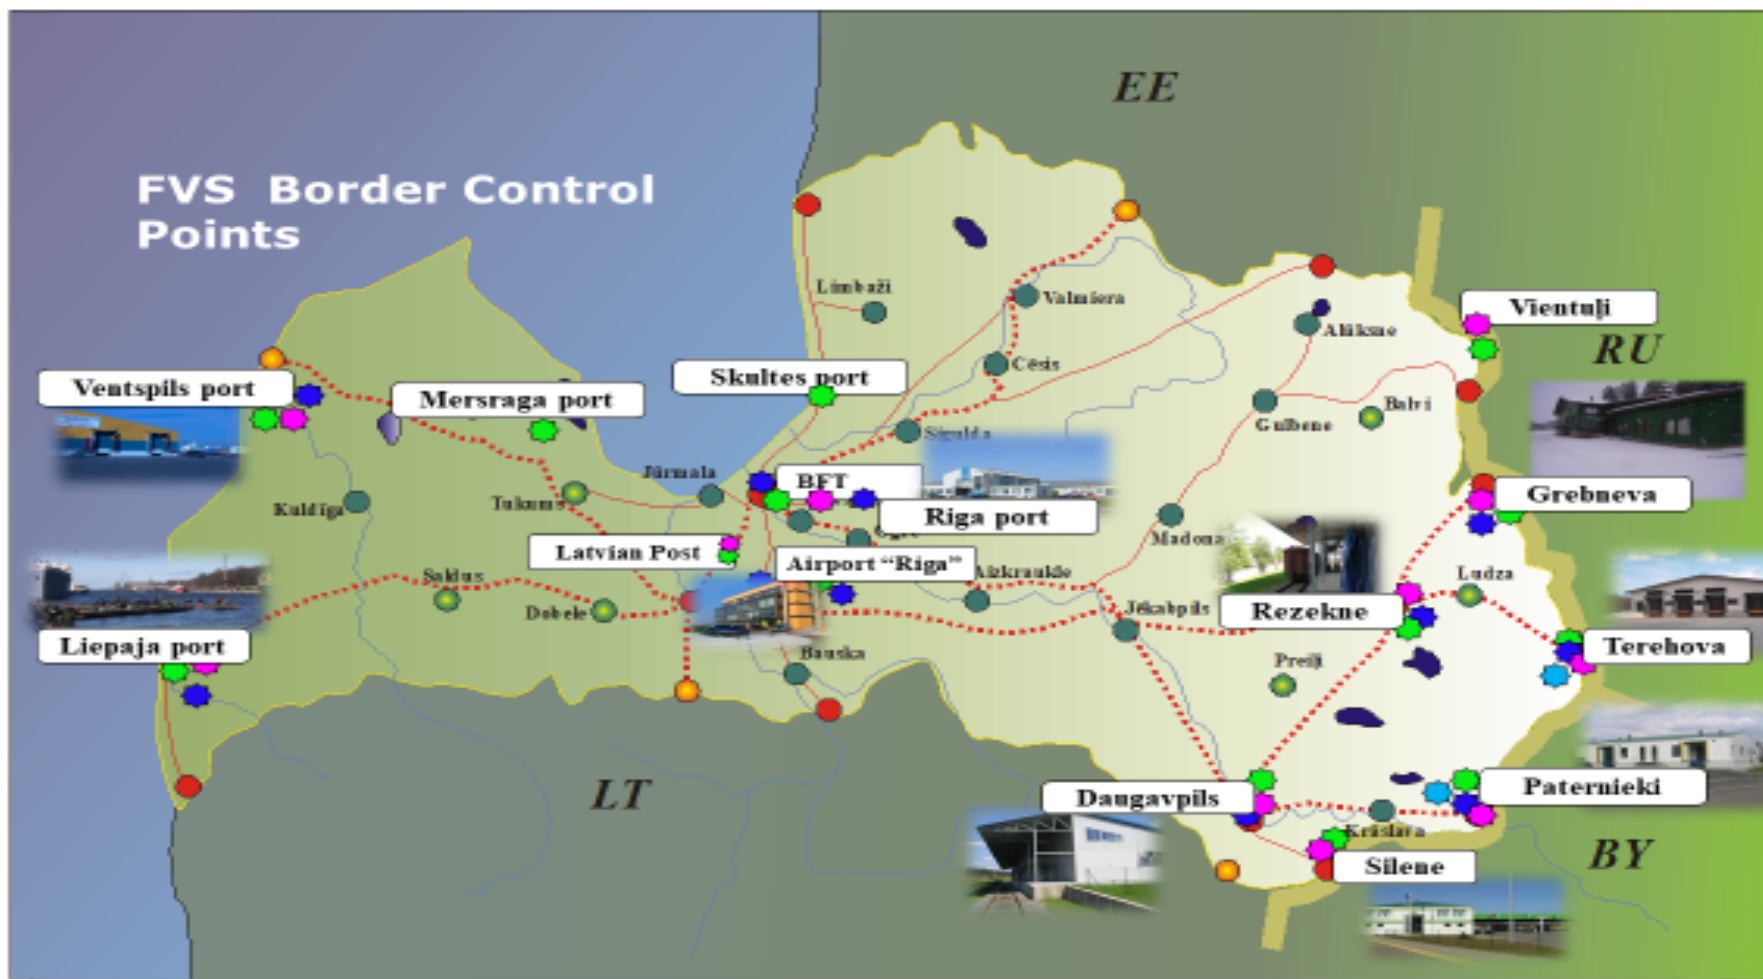 EE
FVS Border Control
Points
Limbaži
Valmiera
Vientuļi
Alūksne
RU
Ventspils port
Mersraga port
Skultes port
Cēsis
Gulbene
Balvi
Sigulda
Jūrmala
BFT
Kuldīga
Tukums
Riga port
Grebneva
Latvian Post
Ogre
Madona
Airport “Riga”
Aizkraukle
Ludza
Saldus
Dobele
Jēkabpils
Rezekne
Liepaja port
Bauska
Preiļi
Terehova
LT
Daugavpils
Paternieki
Krāslava
BY
Silene